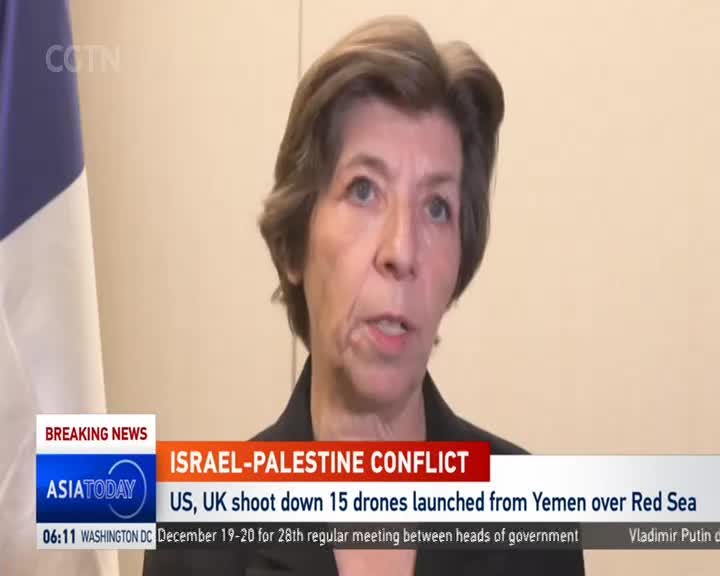 CGTN
BREAKING NEWS
ISRAEL-PALESTINE CONFLICT
ASIA TODAY
US, UK shoot down 15 drones launched from Yemen over Red Sea
06:11 WASHINGTON DC
December 19-20 for 28th regular meeting between heads of government
Vladimir Putin